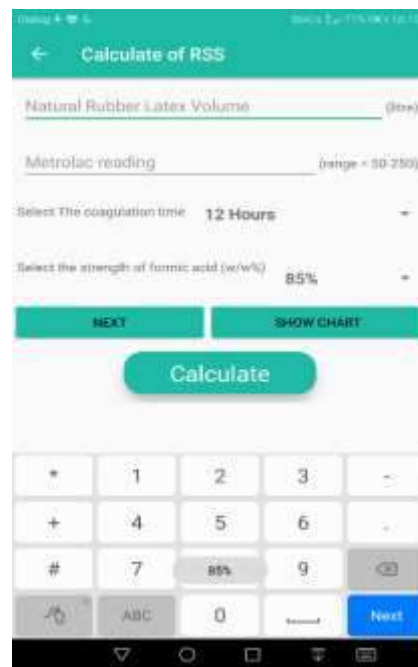 Dialog
← Calculate of RSS
Natural Rubber Latex Volume (litre)
Metrolac reading (range = 50-250)
Select The coagulation time 12 Hours
Select the strength of formic acid (w/w%) 85%
NEXT SHOW CHART
Calculate
* 1 2 3 -
+ 4 5 6 .
# 7 85% 9
ABC 0 Next